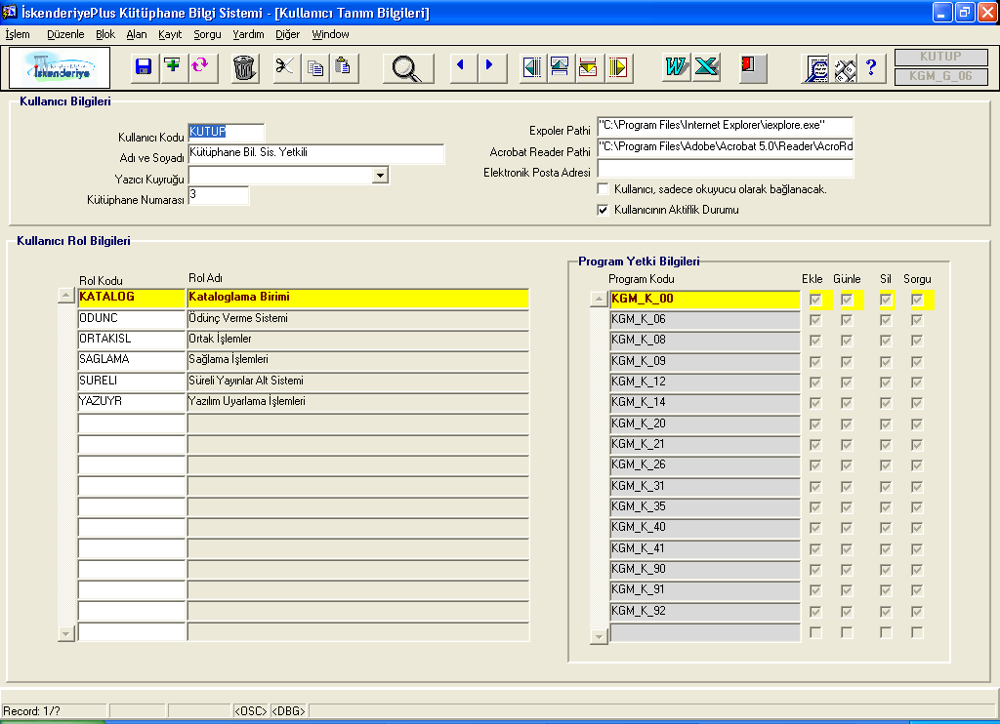 İskenderiyePlus Kütüphane Bilgi Sistemi - [Kullanıcı Tanım Bilgileri]
İşlem Düzenle Blok Alan Kayıt Sorgu Yardım Diğer Window
İskenderiye
KUTUP
KGM_G_06
Kullanıcı Bilgileri
Kullanıcı Kodu KUTUP
Adı ve Soyadı Kütüphane Bil. Sis. Yetkili
Yazıcı Kuyruğu
Kütüphane Numarası 3
Expoler Pathi "C:\Program Files\Internet Explorer\iexplore.exe"
Acrobat Reader Pathi "C:\Program Files\Adobe\Acrobat 5.0\Reader\AcroRd
Elektronik Posta Adresi
Kullanıcı, sadece okuyucu olarak bağlanacak.
Kullanıcının Aktiflik Durumu
Kullanıcı Rol Bilgileri
Rol Kodu Rol Adı
KATALOG Kataloglama Birimi
ODUNC Ödünç Verme Sistemi
ORTAKISL Ortak İşlemler
SAGLAMA Sağlama İşlemleri
SURELI Süreli Yayınlar Alt Sistemi
YAZUYR Yazılım Uyarlama İşlemleri
Program Yetki Bilgileri
Program Kodu Ekle Günle Sil Sorgu
KGM_K_00
KGM_K_06
KGM_K_08
KGM_K_09
KGM_K_12
KGM_K_14
KGM_K_20
KGM_K_21
KGM_K_26
KGM_K_31
KGM_K_35
KGM_K_40
KGM_K_41
KGM_K_90
KGM_K_91
KGM_K_92
Record: 1/? <OSC> <DBG>